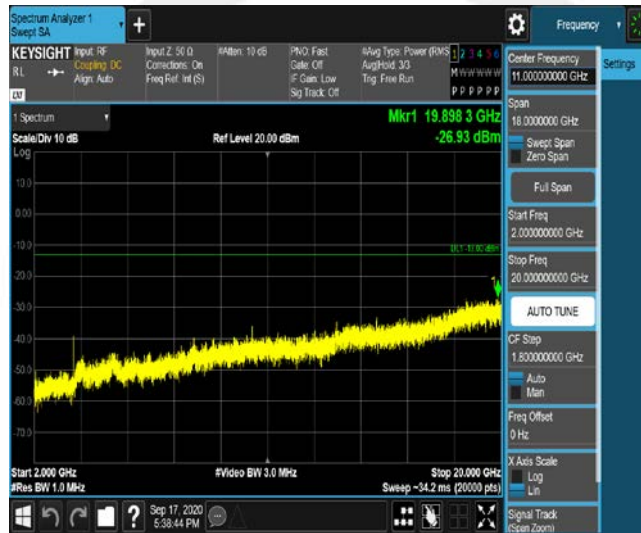 Spectrum Analyzer 1
Swept SA
Frequency
Settings
KEYSIGHT
RL
Input: RF
Coupling: DC
Align: Auto
Input Z: 50 Ω
Corrections: On
Freq Ref: Int (S)
#Atten: 10 dB
PNO: Fast
Gate: Off
IF Gain: Low
Sig Track: Off
#Avg Type: Power (RMS
Avg|Hold: 3/3
Trig: Free Run
1 2 3 4 5 6
M W W W W W
P P P P P P
1 Spectrum
Scale/Div 10 dB
Log
Ref Level 20.00 dBm
Mkr1 19.898 3 GHz
-26.93 dBm
10.0
0.00
-10.0
-30.0
-40.0
-50.0
-60.0
-70.0
DL1 -13.00 dBm
1
Start 2.000 GHz
#Res BW 1.0 MHz
#Video BW 3.0 MHz
Stop 20.000 GHz
Sweep ~34.2 ms (20000 pts)
Center Frequency
11.000000000 GHz
Span
18.0000000 GHz
Swept Span
Zero Span
Full Span
Start Freq
2.000000000 GHz
Stop Freq
20.000000000 GHz
AUTO TUNE
CF Step
1.800000000 GHz
Auto
Man
Freq Offset
0 Hz
X Axis Scale
Log
Lin
Signal Track
(Span Zoom)
?
Sep 17, 2020
5:38:44 PM